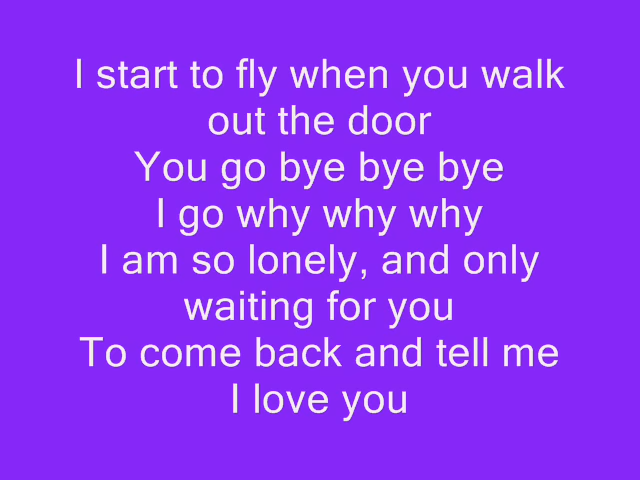 I start to fly when you walk
out the door
You go bye bye bye
I go why why why
I am so lonely, and only
waiting for you
To come back and tell me
I love you